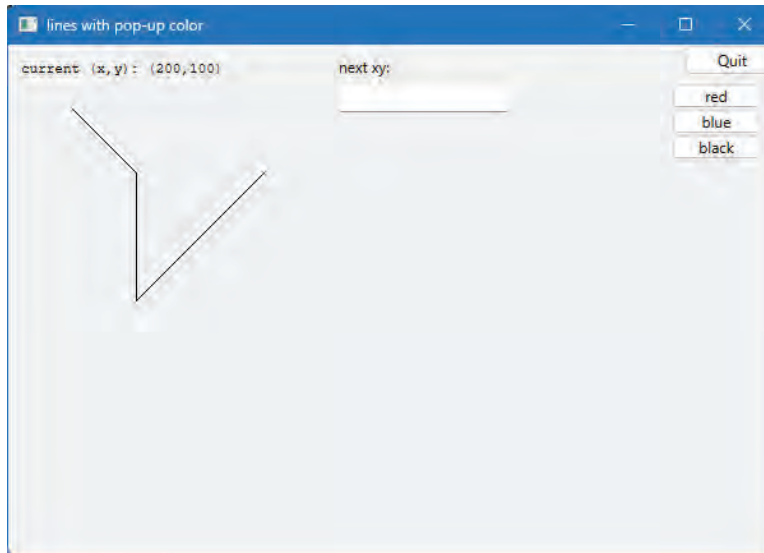 lines with pop-up color
current (x,y): (200,100)
next xy:
Quit
red
blue
black